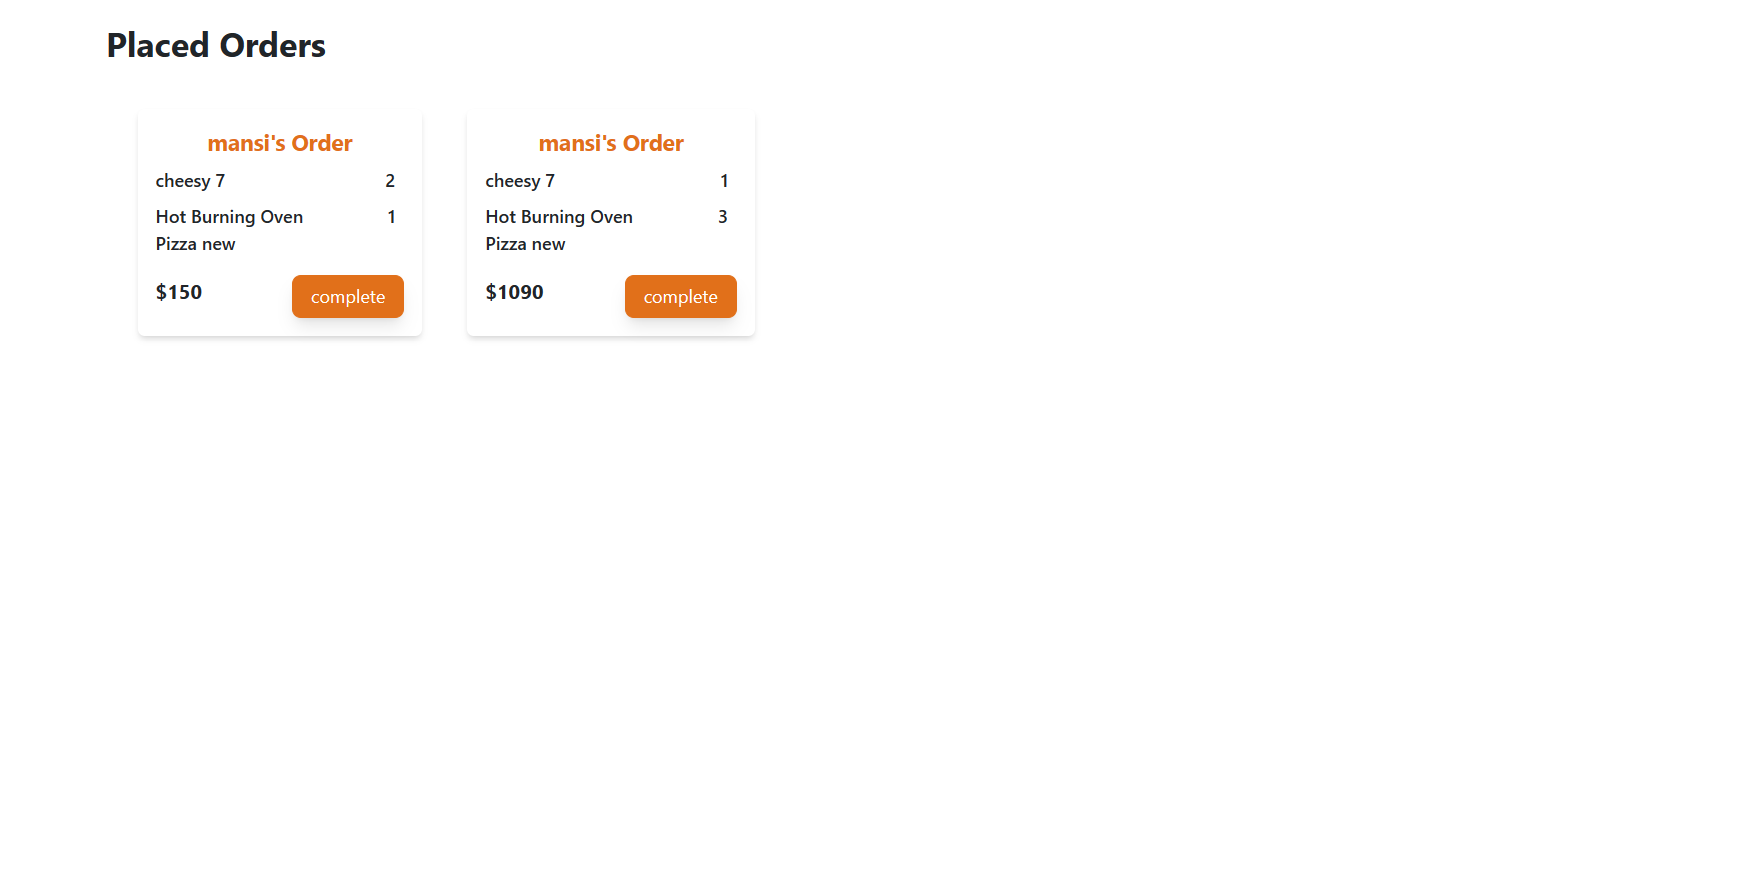 Placed Orders
mansi's Order
cheesy 7 2
Hot Burning Oven 1
Pizza new
$150 complete
mansi's Order
cheesy 7 1
Hot Burning Oven 3
Pizza new
$1090 complete